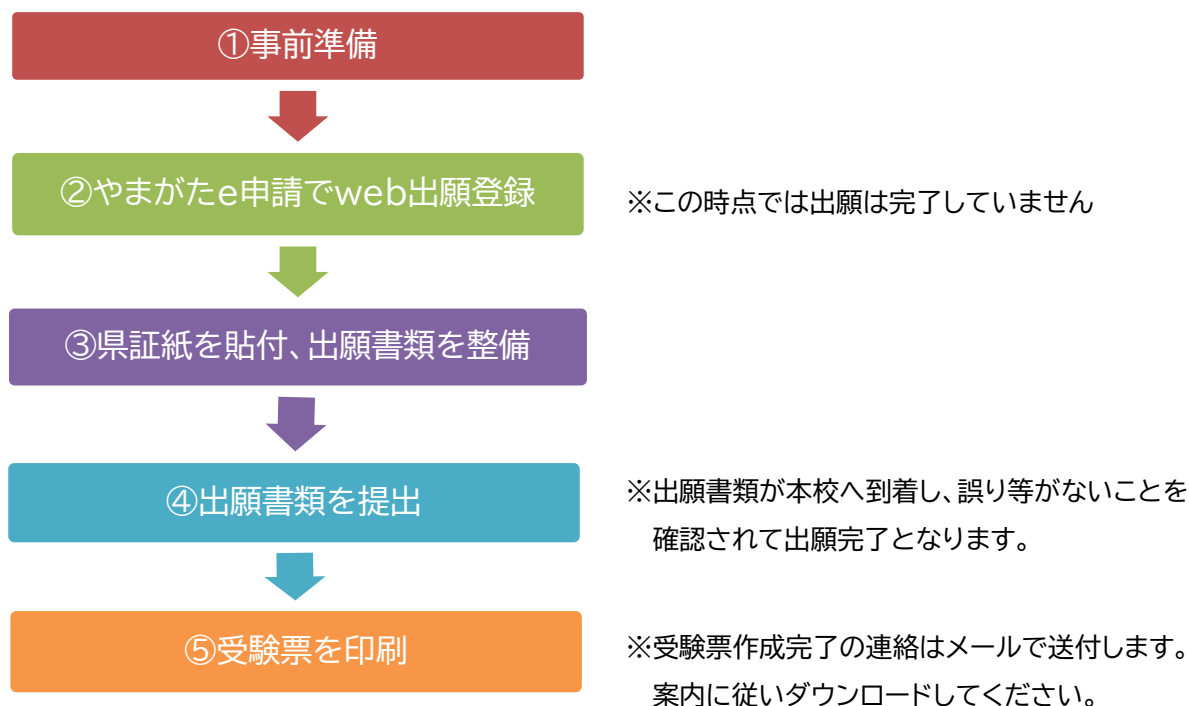 ①事前準備
②やまがたe申請でweb出願登録
※この時点では出願は完了していません
③県証紙を貼付、出願書類を整備
④出願書類を提出
※出願書類が本校へ到着し、誤り等がないことを
確認されて出願完了となります。
⑤受験票を印刷
※受験票作成完了の連絡はメールで送付します。
案内に従いダウンロードしてください。